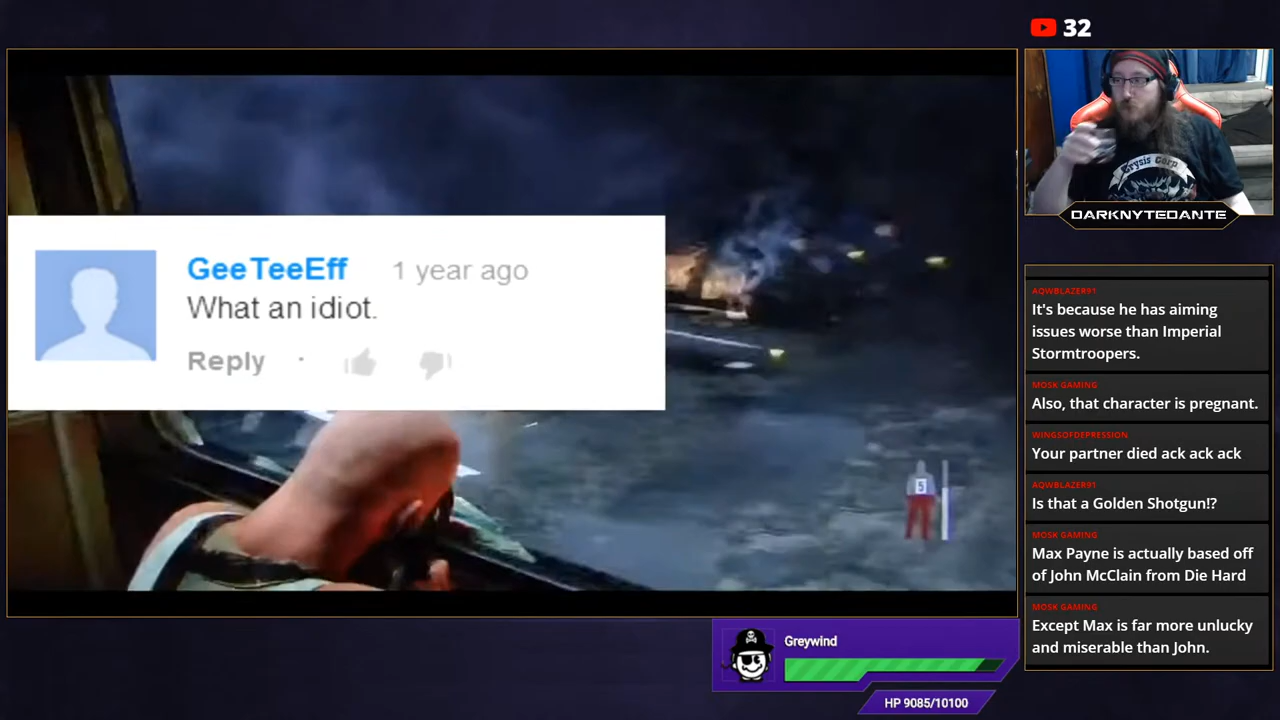 32
GeeTeeEff 1 year ago
What an idiot.
Reply
5
Crysis Corp
DARKNYTEDANTE
AQWBLAZER91
It's because he has aiming
issues worse than Imperial
Stormtroopers.
MOSK GAMING
Also, that character is pregnant.
WINGSOFDEPRESSION
Your partner died ack ack ack
AQWBLAZER91
Is that a Golden Shotgun!?
MOSK GAMING
Max Payne is actually based off
of John McClain from Die Hard
MOSK GAMING
Except Max is far more unlucky
and miserable than John.
Greywind
HP 9085/10100